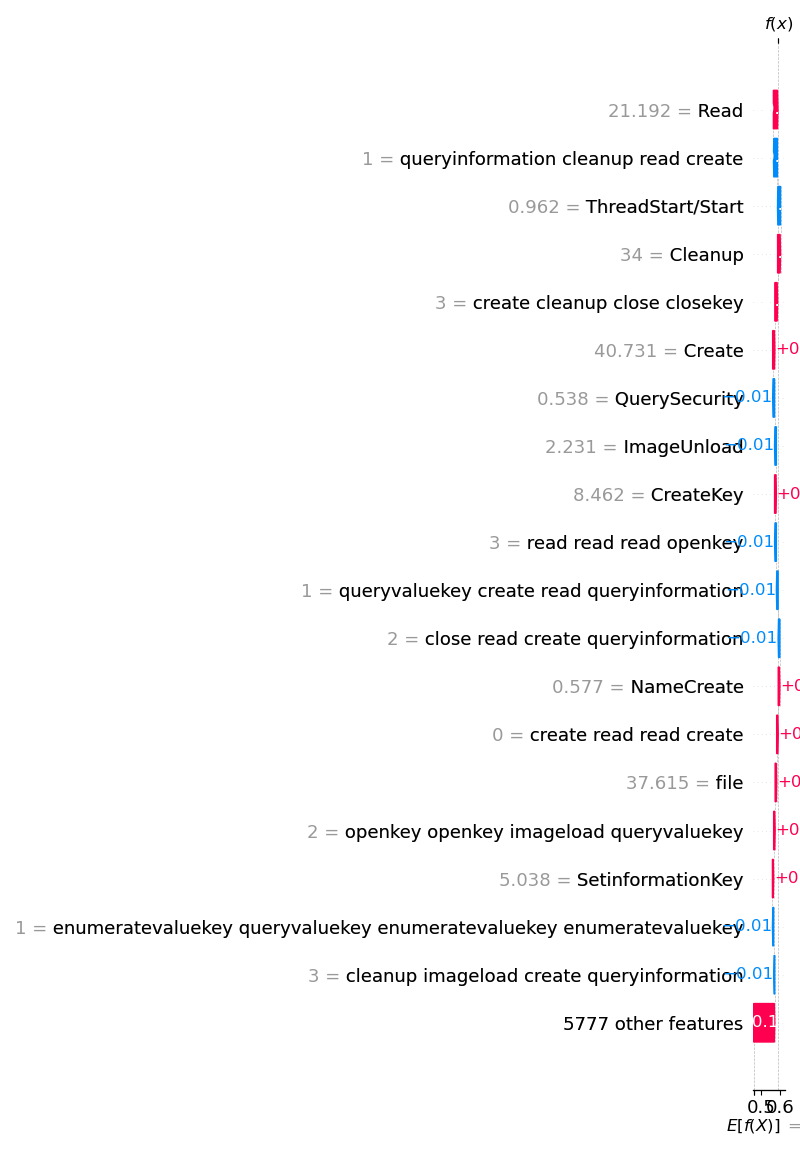 f(x)
21.192 = Read
1 = queryinformation cleanup read create
0.962 = ThreadStart/Start
34 = Cleanup
3 = create cleanup close closekey
40.731 = Create +0
0.538 = QuerySecurity −0.01
2.231 = ImageUnload −0.01
8.462 = CreateKey +0
3 = read read read openkey −0.01
1 = queryvaluekey create read queryinformation −0.01
2 = close read create queryinformation −0.01
0.577 = NameCreate +0
0 = create read read create +0
37.615 = file +0
2 = openkey openkey imageload queryvaluekey +0
5.038 = SetinformationKey +0
1 = enumeratevaluekey queryvaluekey enumeratevaluekey enumeratevaluekey −0.01
3 = cleanup imageload create queryinformation −0.01
5777 other features 0.1
0.5 0.6
E[f(X)] =